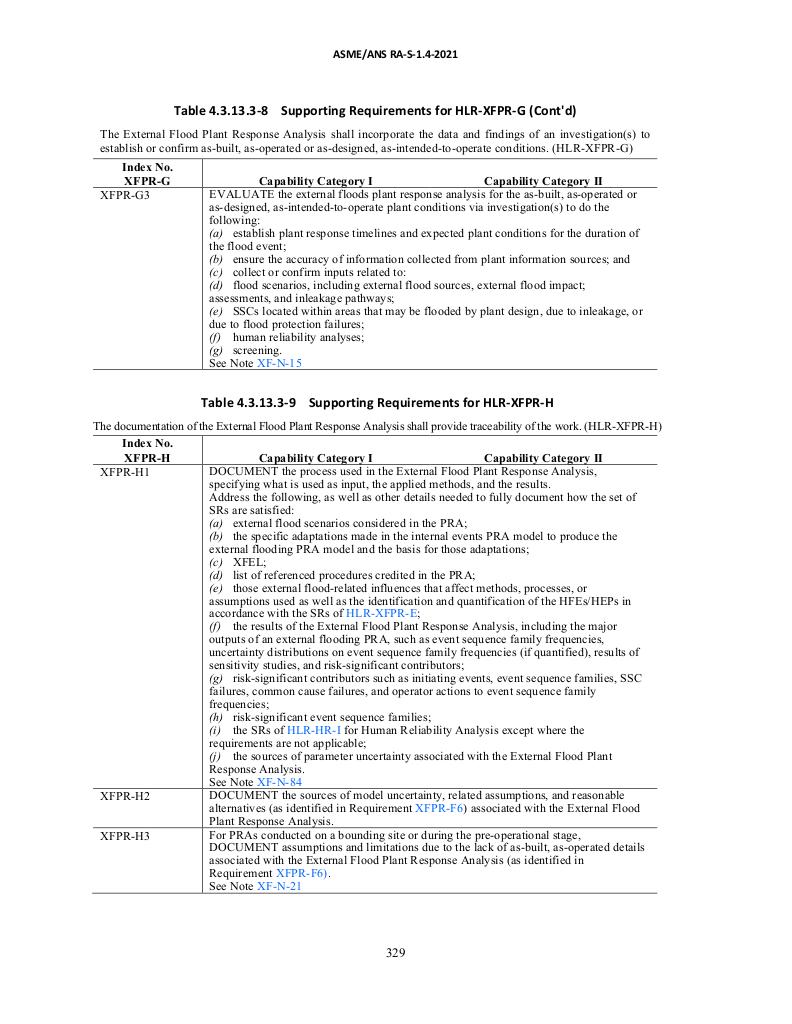 ASME/ANS RA-S-1.4-2021
Table 4.3.13.3-8 Supporting Requirements for HLR-XFPR-G (Cont'd)
The External Flood Plant Response Analysis shall incorporate the data and findings of an investigation(s) to
establish or confirm as-built, as-operated or as-designed, as-intended-to-operate conditions. (HLR-XFPR-G)
Index No.
XFPR-G
Capability Category I Capability Category II
XFPR-G3
EVALUATE the external floods plant response analysis for the as-built, as-operated or
as-designed, as-intended-to-operate plant conditions via investigation(s) to do the
following:
(a) establish plant response timelines and expected plant conditions for the duration of
the flood event;
(b) ensure the accuracy of information collected from plant information sources; and
(c) collect or confirm inputs related to:
(d) flood scenarios, including external flood sources, external flood impact;
assessments, and inleakage pathways;
(e) SSCs located within areas that may be flooded by plant design, due to inleakage, or
due to flood protection failures;
(f) human reliability analyses;
(g) screening.
See Note XF-N-15
Table 4.3.13.3-9 Supporting Requirements for HLR-XFPR-H
The documentation of the External Flood Plant Response Analysis shall provide traceability of the work. (HLR-XFPR-H)
Index No.
XFPR-H
Capability Category I Capability Category II
XFPR-H1
DOCUMENT the process used in the External Flood Plant Response Analysis,
specifying what is used as input, the applied methods, and the results.
Address the following, as well as other details needed to fully document how the set of
SRs are satisfied:
(a) external flood scenarios considered in the PRA;
(b) the specific adaptations made in the internal events PRA model to produce the
external flooding PRA model and the basis for those adaptations;
(c) XFEL;
(d) list of referenced procedures credited in the PRA;
(e) those external flood-related influences that affect methods, processes, or
assumptions used as well as the identification and quantification of the HFEs/HEPs in
accordance with the SRs of HLR-XFPR-E;
(f) the results of the External Flood Plant Response Analysis, including the major
outputs of an external flooding PRA, such as event sequence family frequencies,
uncertainty distributions on event sequence family frequencies (if quantified), results of
sensitivity studies, and risk-significant contributors;
(g) risk-significant contributors such as initiating events, event sequence families, SSC
failures, common cause failures, and operator actions to event sequence family
frequencies;
(h) risk-significant event sequence families;
(i) the SRs of HLR-HR-I for Human Reliability Analysis except where the
requirements are not applicable;
(j) the sources of parameter uncertainty associated with the External Flood Plant
Response Analysis.
See Note XF-N-84
XFPR-H2
DOCUMENT the sources of model uncertainty, related assumptions, and reasonable
alternatives (as identified in Requirement XFPR-F6) associated with the External Flood
Plant Response Analysis.
XFPR-H3
For PRAs conducted on a bounding site or during the pre-operational stage,
DOCUMENT assumptions and limitations due to the lack of as-built, as-operated details
associated with the External Flood Plant Response Analysis (as identified in
Requirement XFPR-F6).
See Note XF-N-21
329